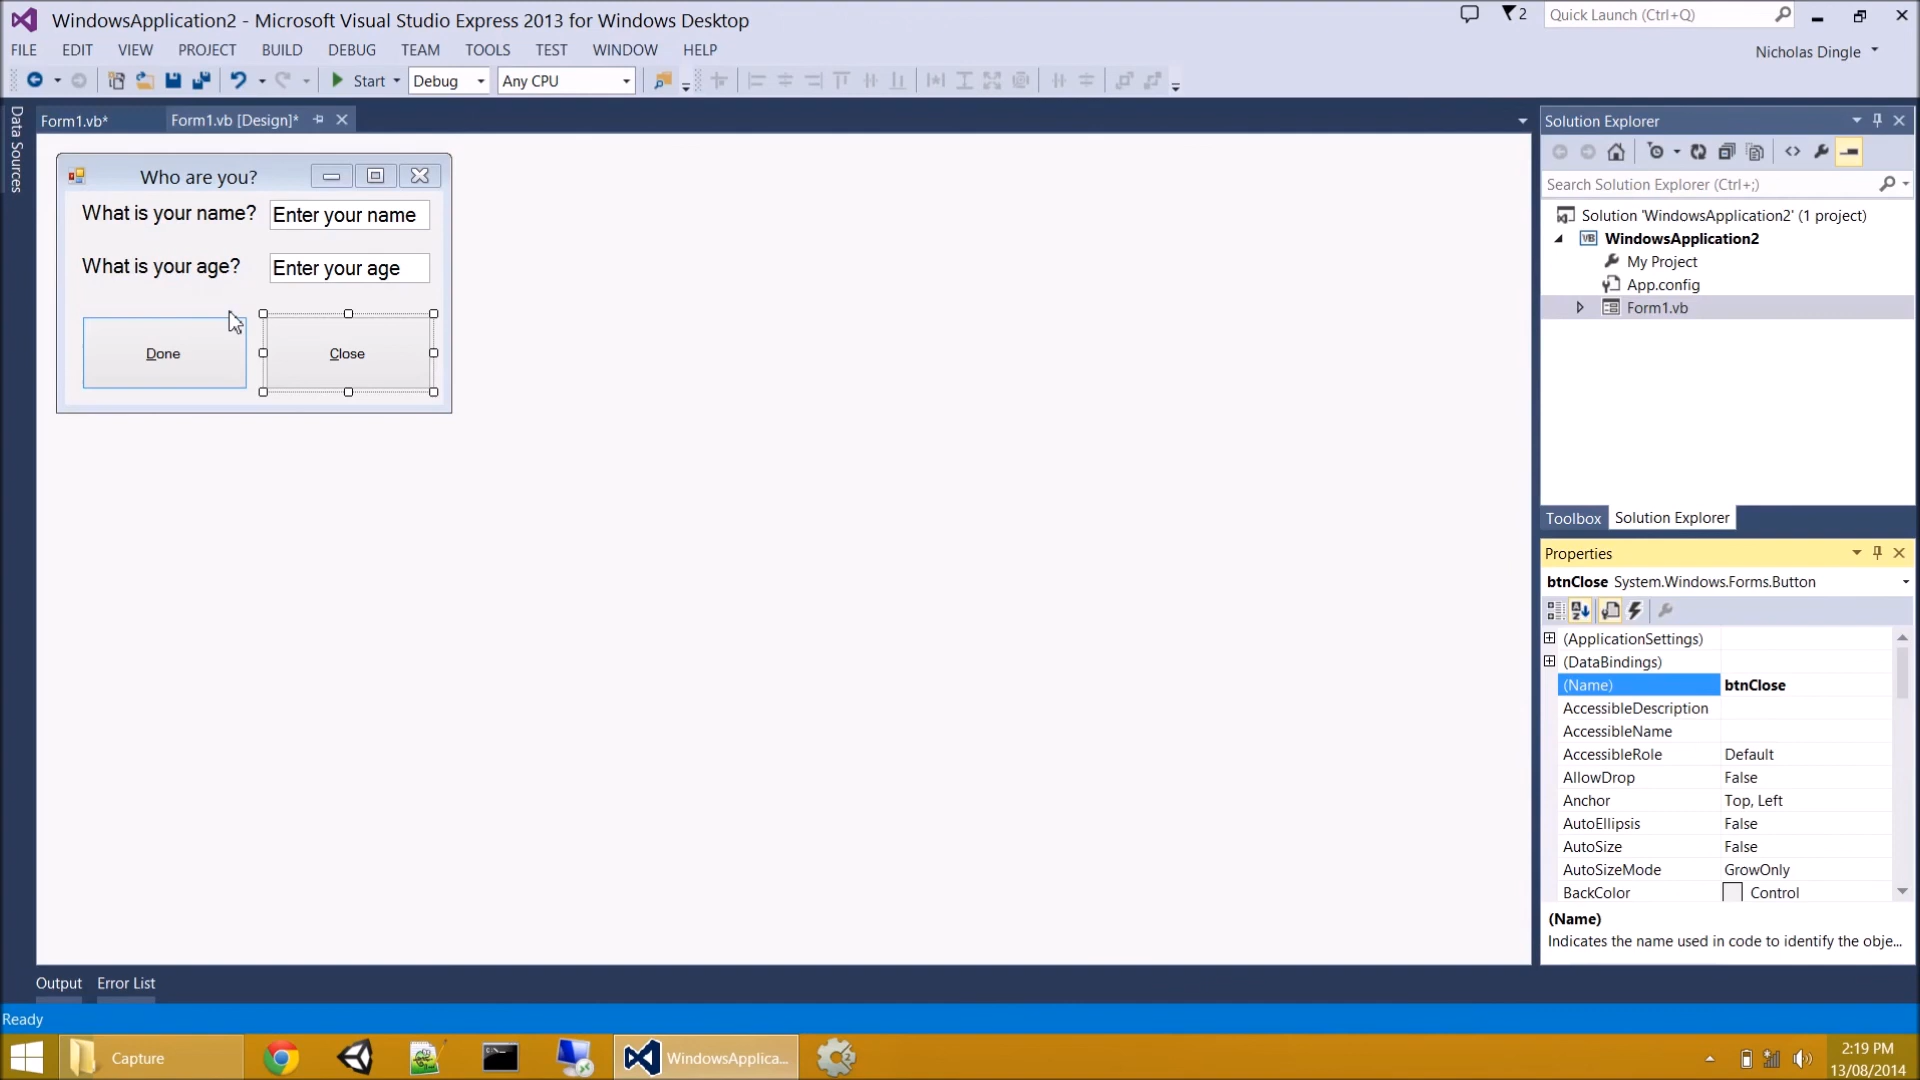 WindowsApplication2 - Microsoft Visual Studio Express 2013 for Windows Desktop
2
Quick Launch (Ctrl+Q)
FILE EDIT VIEW PROJECT BUILD DEBUG TEAM TOOLS TEST WINDOW HELP
Nicholas Dingle
Start Debug Any CPU
Data Sources
Form1.vb* Form1.vb [Design]*
Who are you?
What is your name? Enter your name
What is your age? Enter your age
Done Close
Solution Explorer
Search Solution Explorer (Ctrl+;)
Solution 'WindowsApplication2' (1 project)
VB WindowsApplication2
My Project
App.config
Form1.vb
Toolbox Solution Explorer
Properties
btnClose System.Windows.Forms.Button
(ApplicationSettings)
(DataBindings)
(Name) btnClose
AccessibleDescription
AccessibleName
AccessibleRole Default
AllowDrop False
Anchor Top, Left
AutoEllipsis False
AutoSize False
AutoSizeMode GrowOnly
BackColor Control
(Name)
Indicates the name used in code to identify the obje...
Output Error List
Ready
Capture WindowsApplica... 2:19 PM
13/08/2014